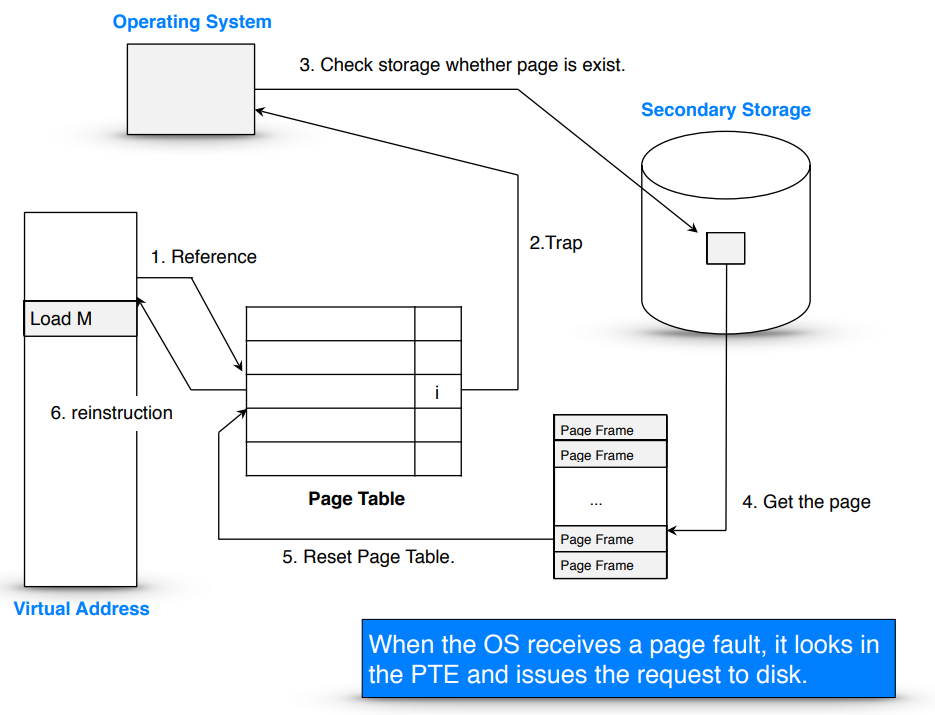 Operating System
3. Check storage whether page is exist.
Secondary Storage
2.Trap
1. Reference
Load M
i
6. reinstruction
Page Frame
Page Frame
...
Page Frame
Page Frame
Page Table
4. Get the page
5. Reset Page Table.
Virtual Address
When the OS receives a page fault, it looks in
the PTE and issues the request to disk.